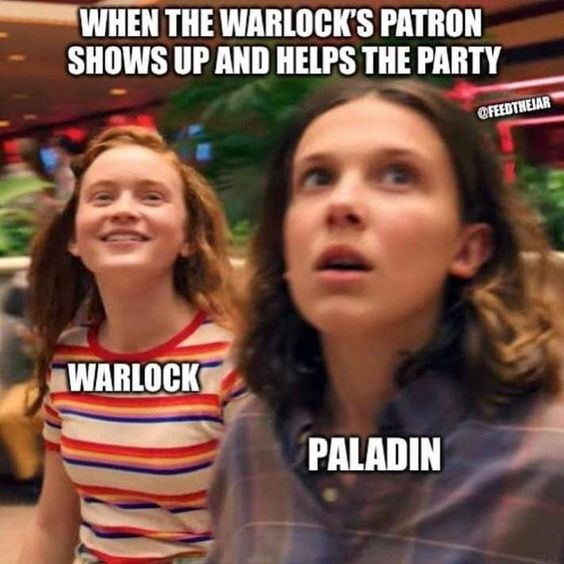 WHEN THE WARLOCK'S PATRON
SHOWS UP AND HELPS THE PARTY
@FEEDTHEJAR
WARLOCK
PALADIN